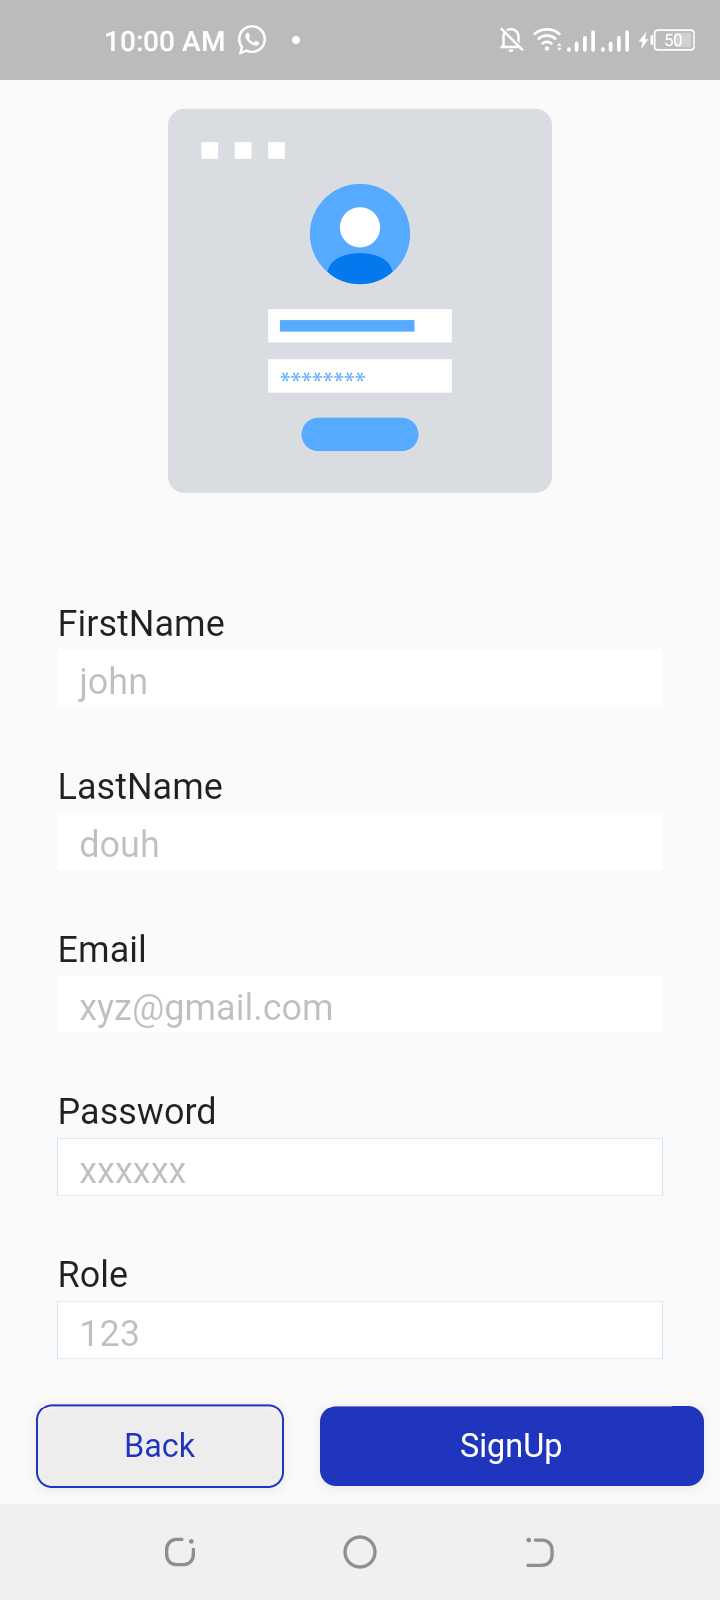 10:00 AM
50
********
FirstName
john
LastName
douh
Email
xyz@gmail.com
Password
xxxxxx
Role
123
Back
SignUp